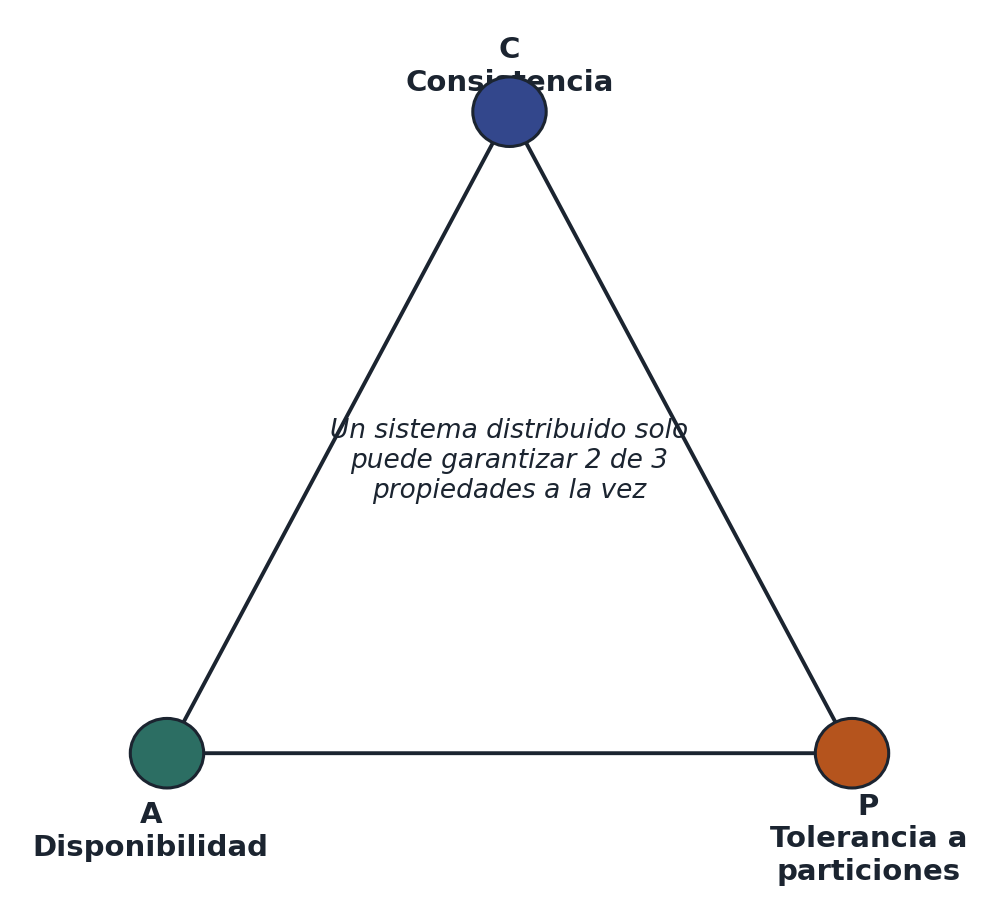 C
Consistencia
Un sistema distribuido solo
puede garantizar 2 de 3
propiedades a la vez
A
Disponibilidad
P
Tolerancia a
particiones